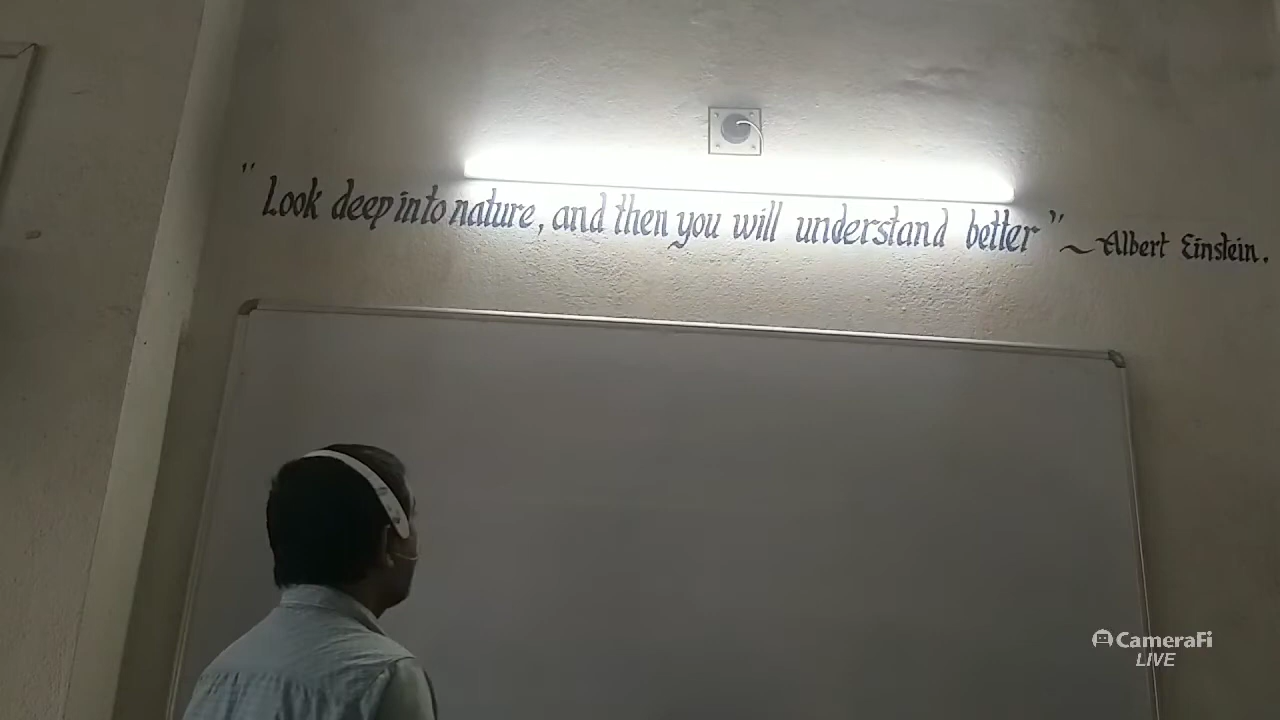 "Look deep into nature, and then you will understand better" ~ Albert Einstein.
CameraFi
LIVE